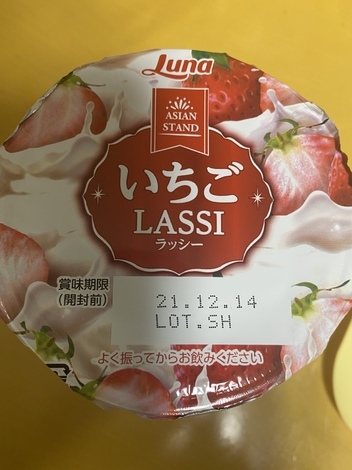 Luna
ASIAN
STAND
いちご
LASSI
ラッシー
賞味期限
(開封前)
21.12.14
LOT.SH
よく振ってからお飲みください